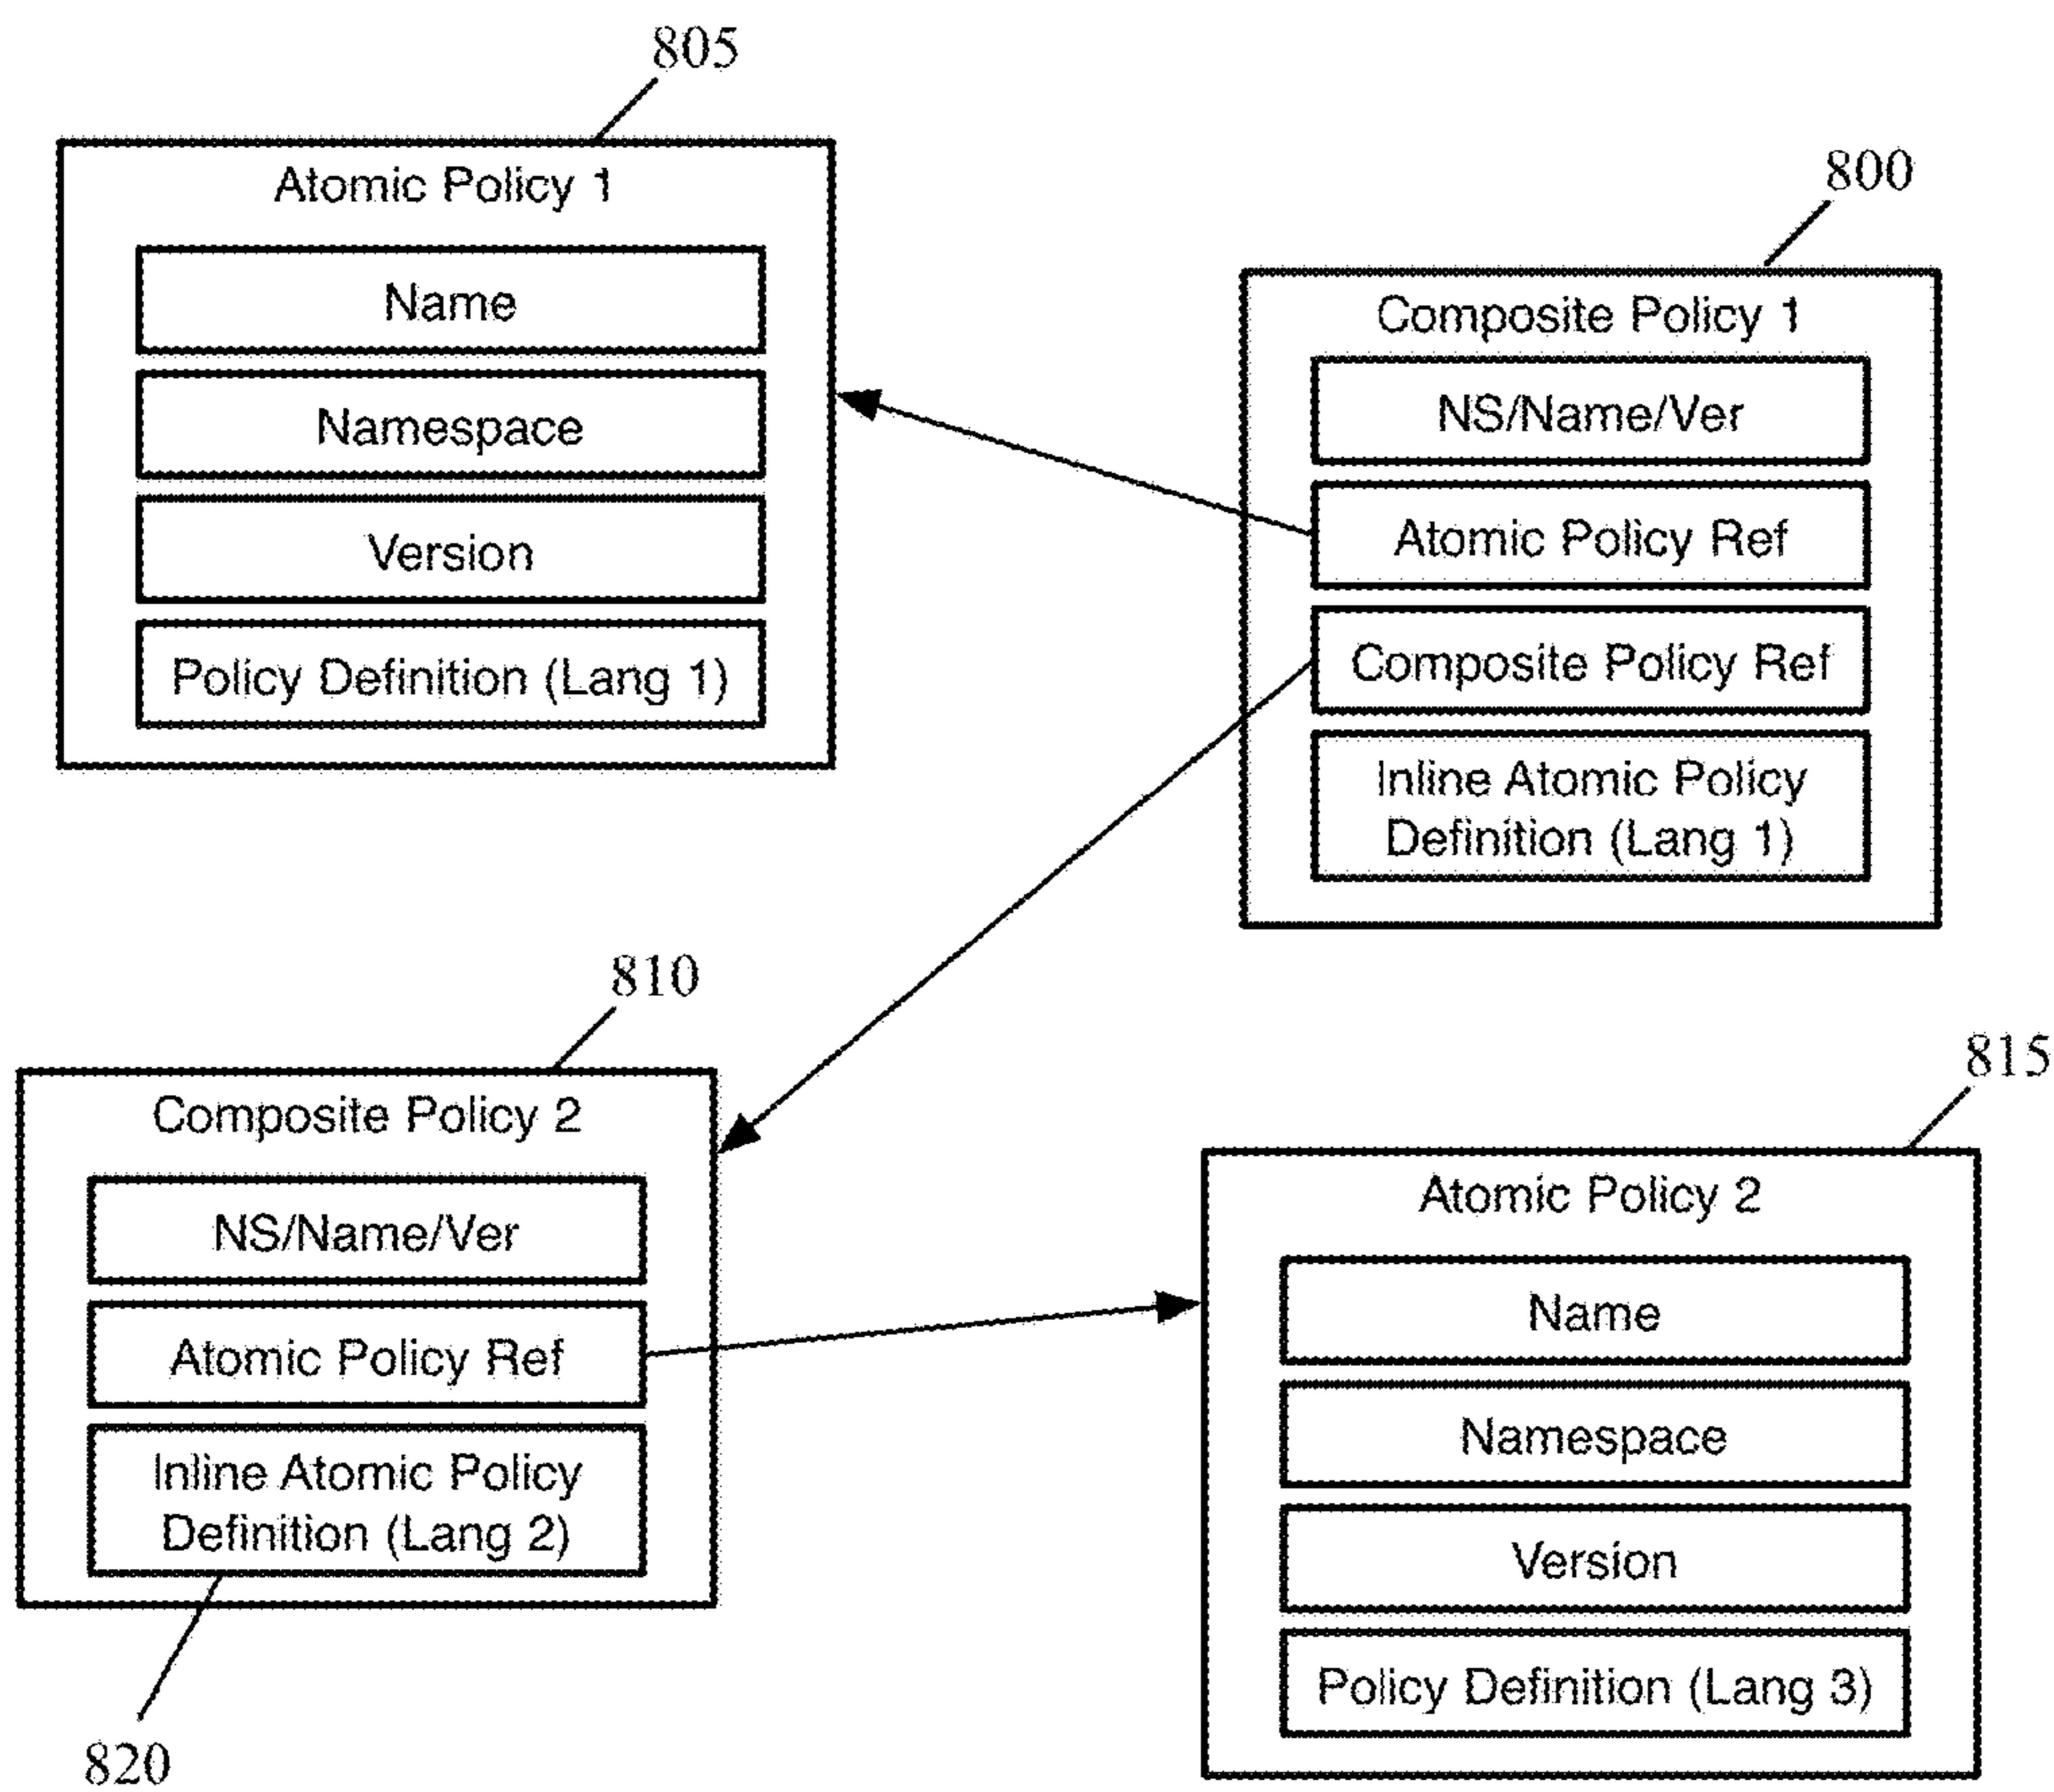 805
Atomic Policy 1
Name
Namespace
Version
Policy Definition (Lang 1)
800
Composite Policy 1
NS/Name/Ver
Atomic Policy Ref
Composite Policy Ref
Inline Atomic Policy
Definition (Lang 1)
810
Composite Policy 2
NS/Name/Ver
Atomic Policy Ref
Inline Atomic Policy
Definition (Lang 2)
820
815
Atomic Policy 2
Name
Namespace
Version
Policy Definition (Lang 3)